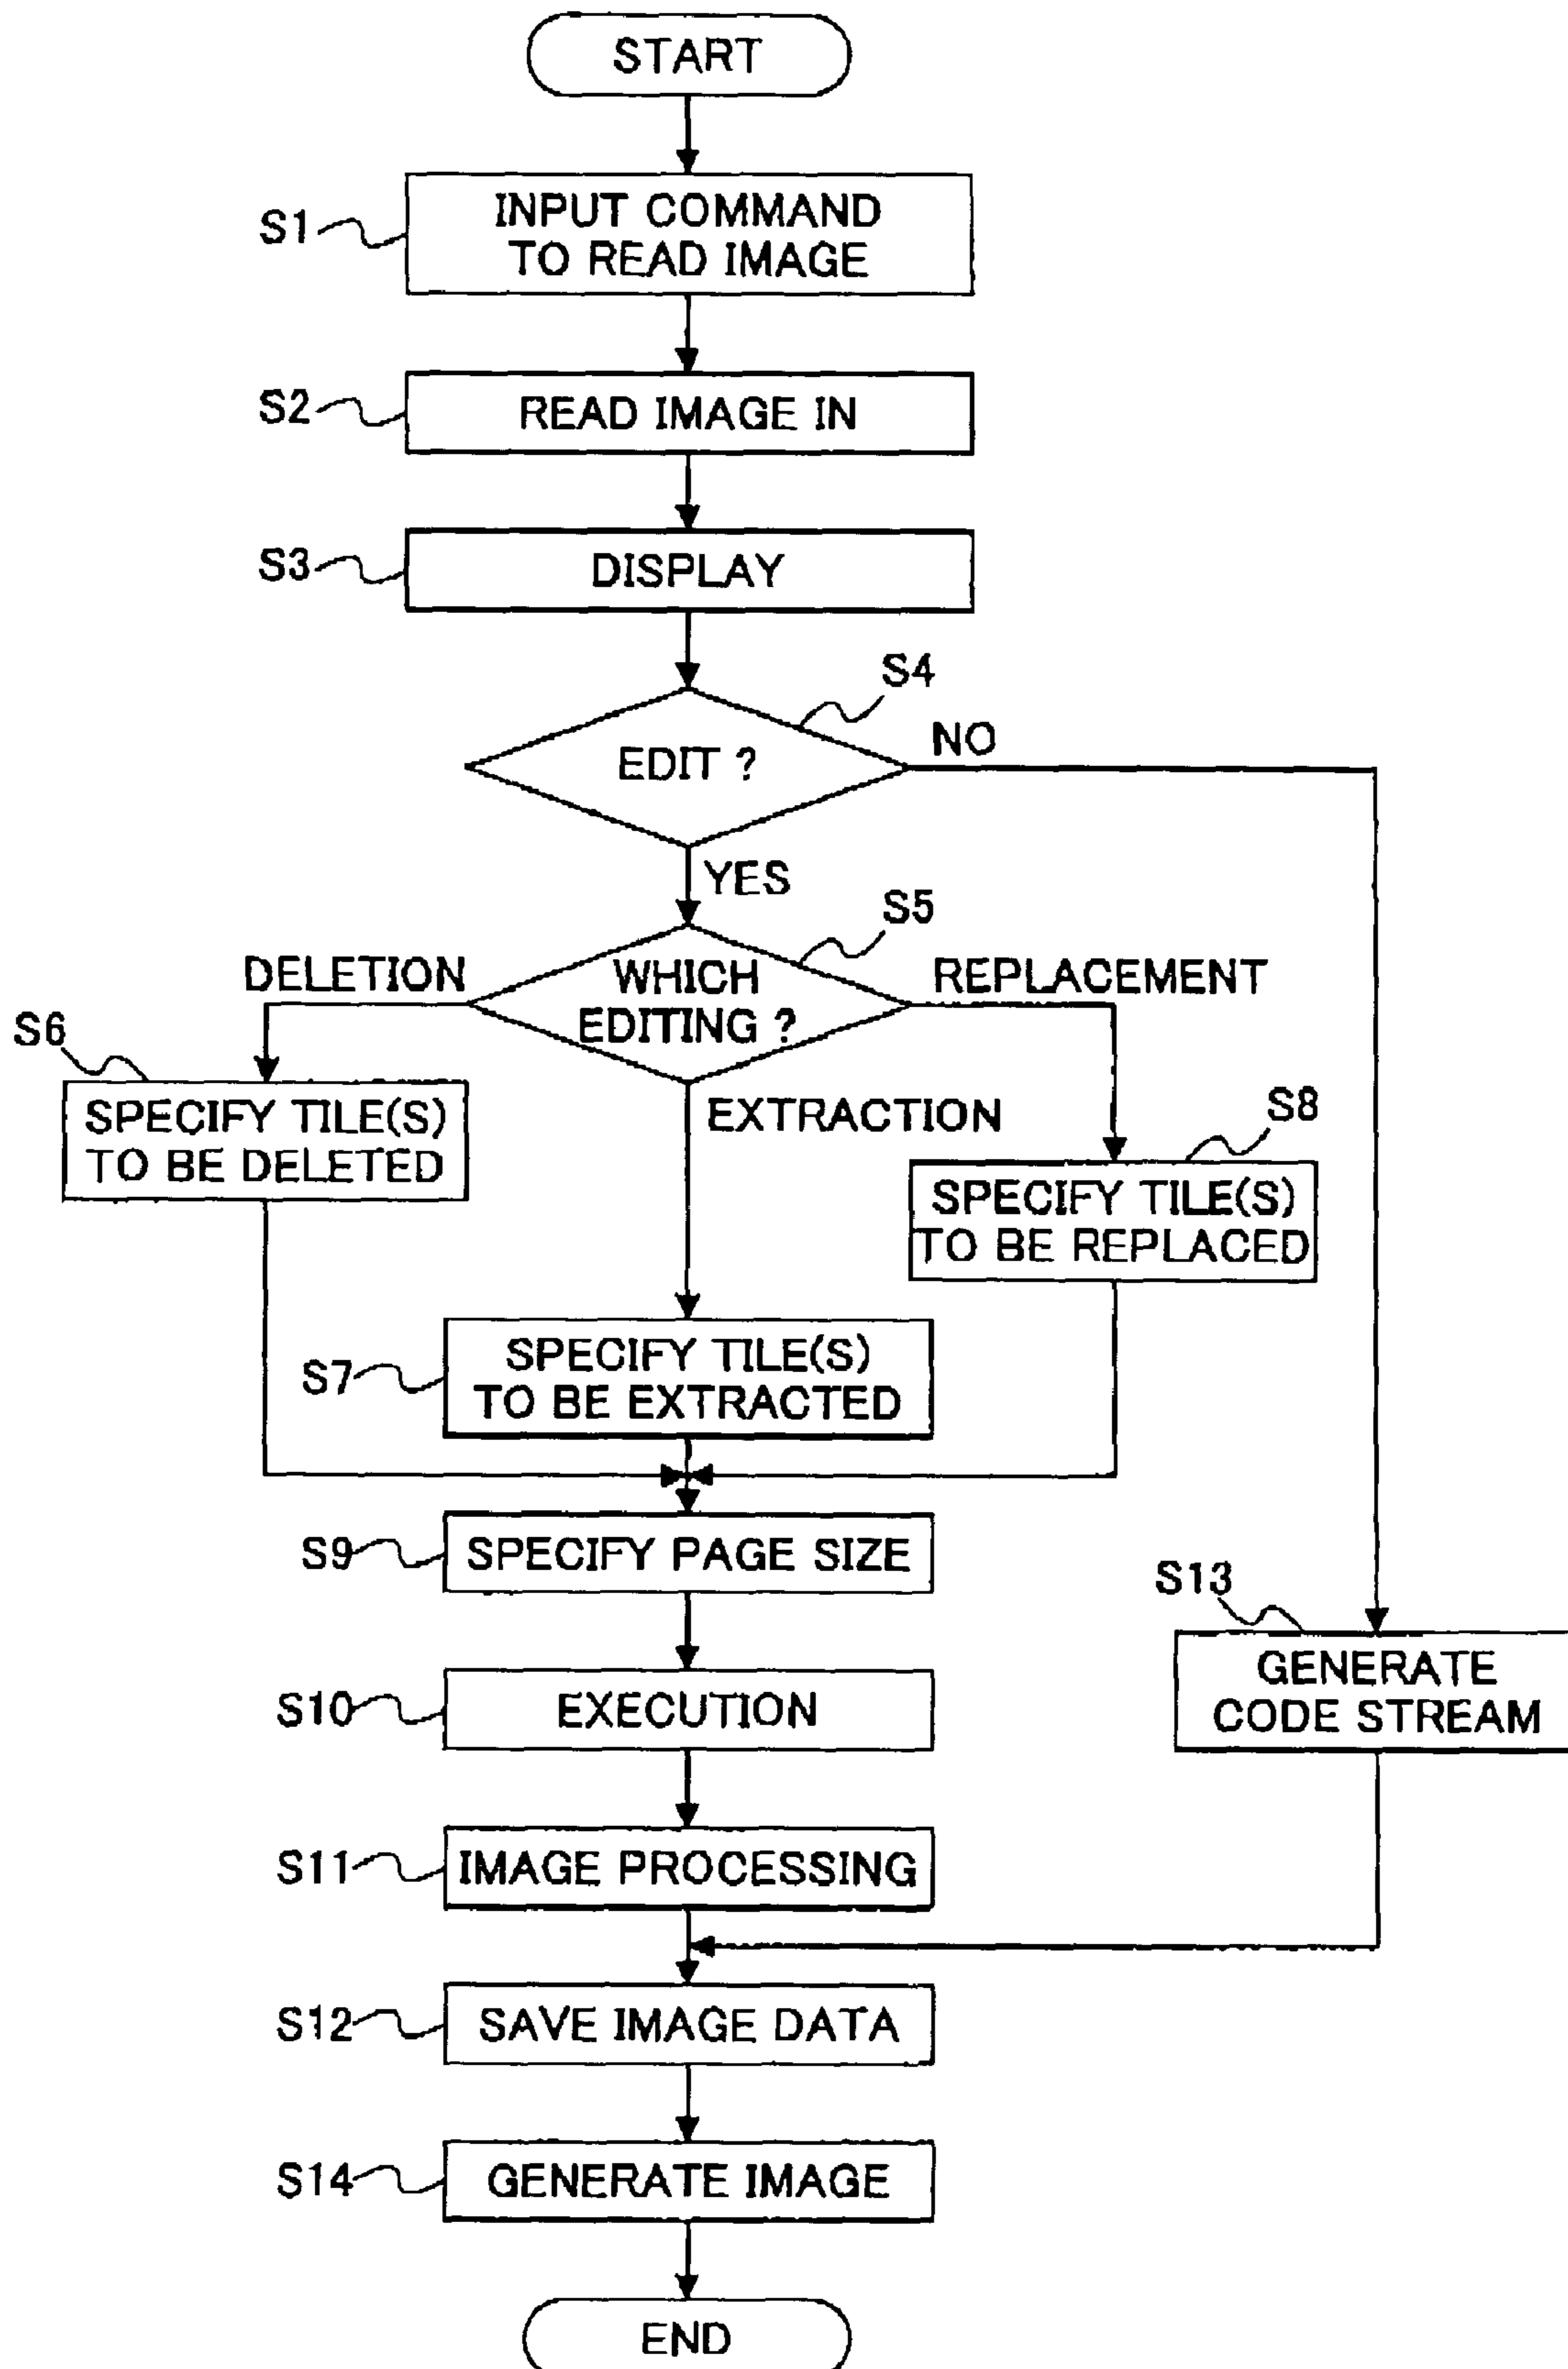 START
S1
INPUT COMMAND
TO READ IMAGE
S2
READ IMAGE IN
S3
DISPLAY
S4
EDIT ?
NO
YES
S5
DELETION
WHICH
EDITING ?
REPLACEMENT
S6
SPECIFY TILE(S)
TO BE DELETED
EXTRACTION
S8
SPECIFY TILE(S)
TO BE REPLACED
S7
SPECIFY TILE(S)
TO BE EXTRACTED
S9
SPECIFY PAGE SIZE
S13
GENERATE
CODE STREAM
S10
EXECUTION
S11
IMAGE PROCESSING
S12
SAVE IMAGE DATA
S14
GENERATE IMAGE
END